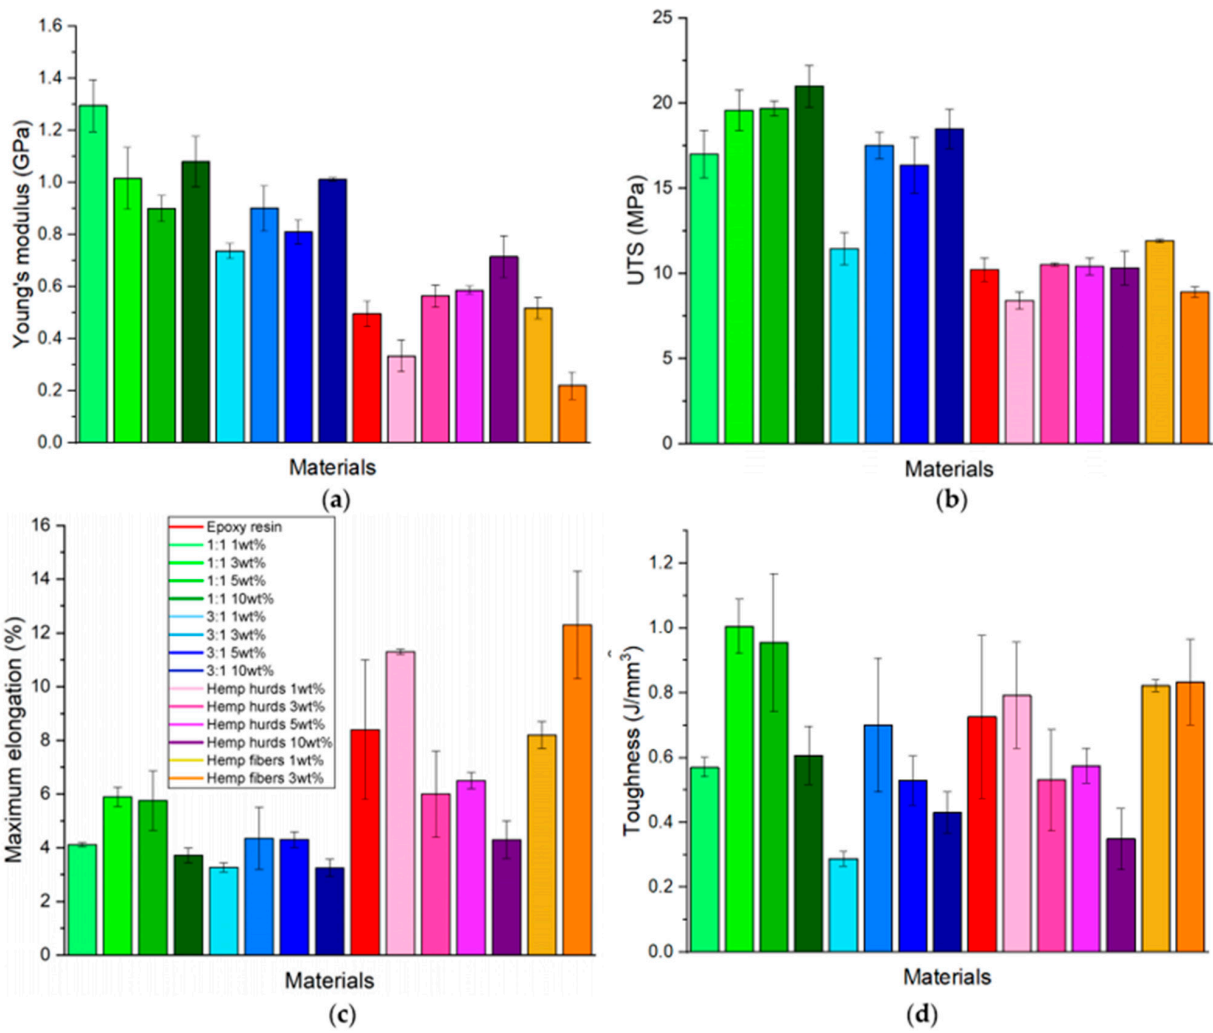 1.6
1.4
1.2
1.0
0.8
0.6
0.4
0.2
0.0
Young's modulus (GPa)
Materials
(a)
25
20
15
10
5
0
UTS (MPa)
Materials
(b)
16
14
12
10
8
6
4
2
0
Maximum elongation (%)
Epoxy resin
1:1 1wt%
1:1 3wt%
1:1 5wt%
1:1 10wt%
3:1 1wt%
3:1 3wt%
3:1 5wt%
3:1 10wt%
Hemp hurds 1wt%
Hemp hurds 3wt%
Hemp hurds 5wt%
Hemp hurds 10wt%
Hemp fibers 1wt%
Hemp fibers 3wt%
Materials
(c)
1.2
1.0
0.8
0.6
0.4
0.2
0.0
Toughness (J/mm³)
Materials
(d)